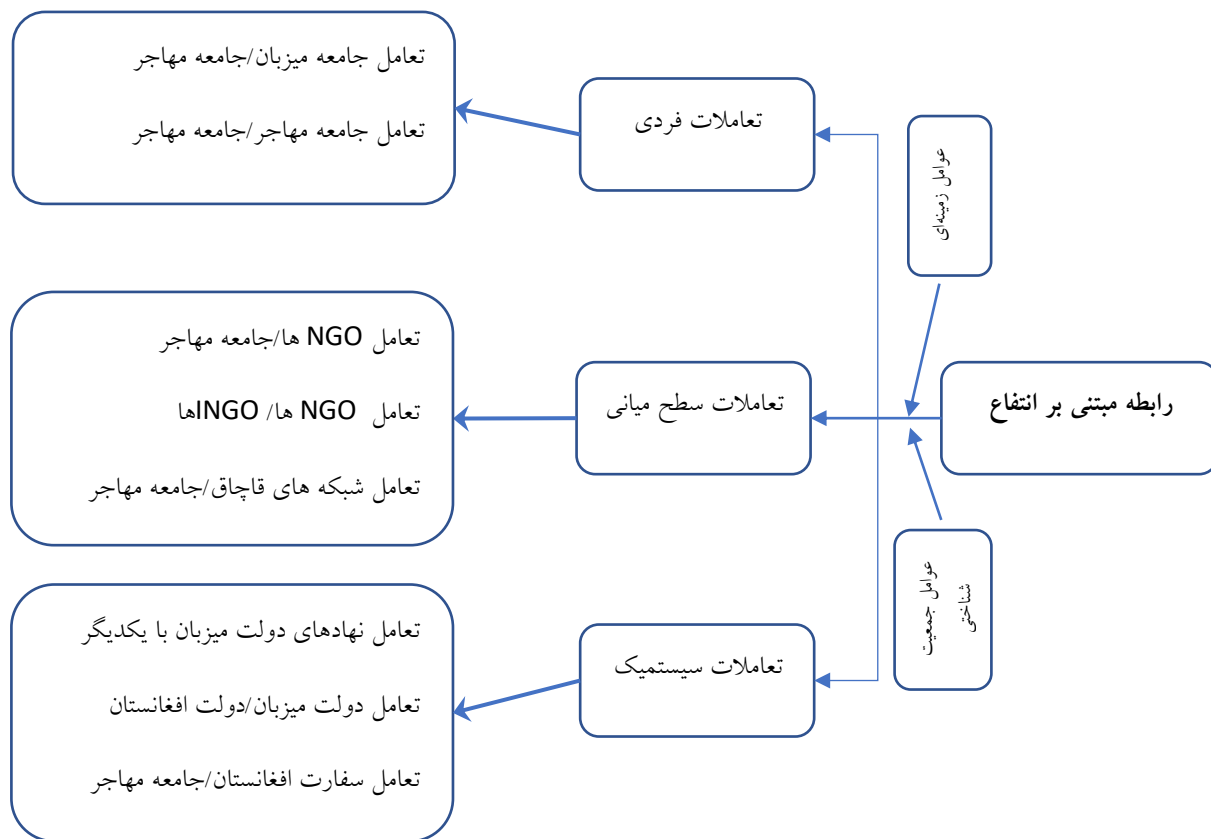 رابطه مبتنی بر انتفاع
عوامل زمینه‌ای
عوامل جمعیت
شناختی
تعاملات فردی
تعامل جامعه میزبان/جامعه مهاجر
تعامل جامعه مهاجر/جامعه مهاجر
تعاملات سطح میانی
تعامل NGO ها/جامعه مهاجر
تعامل NGO ها/ INGOها
تعامل شبکه های قاچاق/جامعه مهاجر
تعاملات سیستمیک
تعامل نهادهای دولت میزبان با یکدیگر
تعامل دولت میزبان/دولت افغانستان
تعامل سفارت افغانستان/جامعه مهاجر